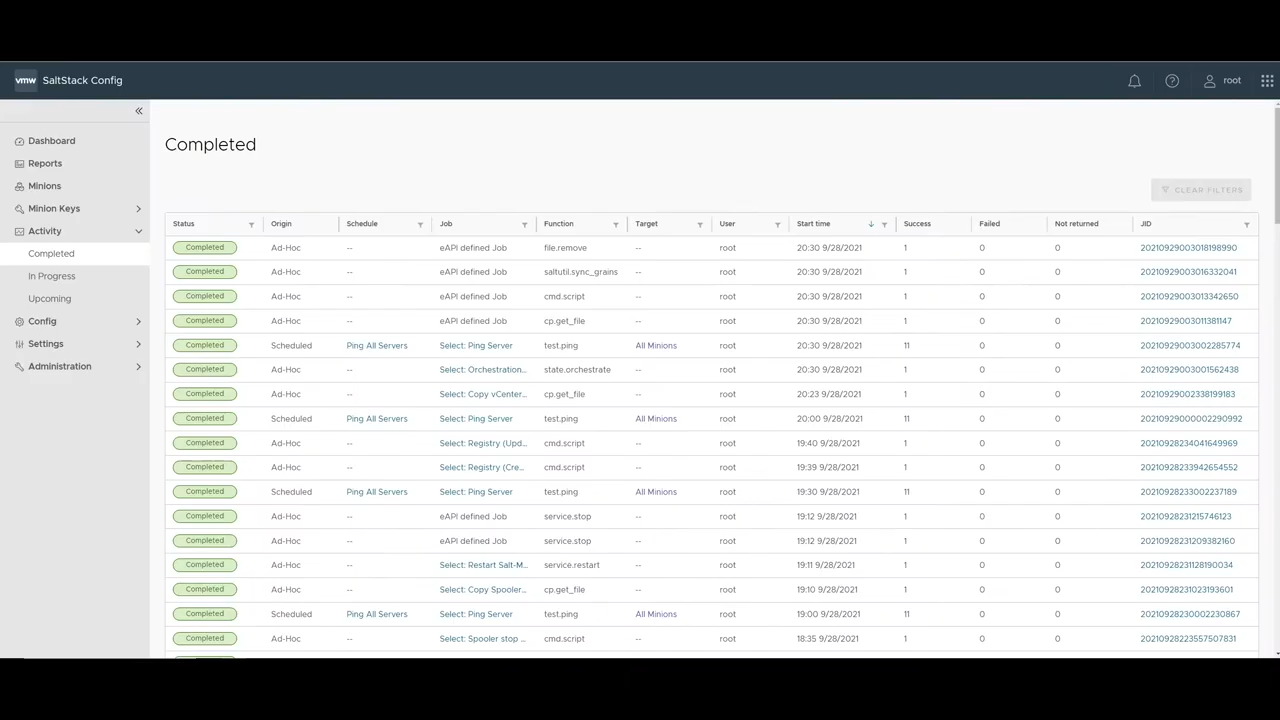 vmw SaltStack Config root
Dashboard
Reports
Minions
Minion Keys
Activity
Completed
In Progress
Upcoming
Config
Settings
Administration
Completed
CLEAR FILTERS
Status Origin Schedule Job Function Target User Start time Success Failed Not returned JID
Completed Ad-Hoc -- eAPI defined Job file.remove -- root 20:30 9/28/2021 1 0 0 20210929003018198990
Completed Ad-Hoc -- eAPI defined Job saltutil.sync_grains -- root 20:30 9/28/2021 1 0 0 20210929003016332041
Completed Ad-Hoc -- eAPI defined Job cmd.script -- root 20:30 9/28/2021 1 0 0 20210929003013342650
Completed Ad-Hoc -- eAPI defined Job cp.get_file -- root 20:30 9/28/2021 1 0 0 20210929003011381147
Completed Scheduled Ping All Servers Select: Ping Server test.ping All Minions root 20:30 9/28/2021 11 0 0 20210929003002285774
Completed Ad-Hoc -- Select: Orchestration... state.orchestrate -- root 20:30 9/28/2021 1 0 0 20210929003001562438
Completed Ad-Hoc -- Select: Copy vCenter... cp.get_file -- root 20:23 9/28/2021 1 0 0 20210929002338199183
Completed Scheduled Ping All Servers Select: Ping Server test.ping All Minions root 20:00 9/28/2021 11 0 0 20210929000002290992
Completed Ad-Hoc -- Select: Registry (Upd... cmd.script -- root 19:40 9/28/2021 1 0 0 20210928234041649969
Completed Ad-Hoc -- Select: Registry (Cre... cmd.script -- root 19:39 9/28/2021 1 0 0 20210928233942654552
Completed Scheduled Ping All Servers Select: Ping Server test.ping All Minions root 19:30 9/28/2021 11 0 0 20210928233002237189
Completed Ad-Hoc -- eAPI defined Job service.stop -- root 19:12 9/28/2021 1 0 0 20210928231215746123
Completed Ad-Hoc -- eAPI defined Job service.stop -- root 19:12 9/28/2021 1 0 0 20210928231209382160
Completed Ad-Hoc -- Select: Restart Salt-M... service.restart -- root 19:11 9/28/2021 1 0 0 20210928231128190034
Completed Ad-Hoc -- Select: Copy Spooler... cp.get_file -- root 19:10 9/28/2021 1 0 0 20210928231023193601
Completed Scheduled Ping All Servers Select: Ping Server test.ping All Minions root 19:00 9/28/2021 11 0 0 20210928230002230867
Completed Ad-Hoc -- Select: Spooler stop ... cmd.script -- root 18:35 9/28/2021 1 0 0 20210928223557507831